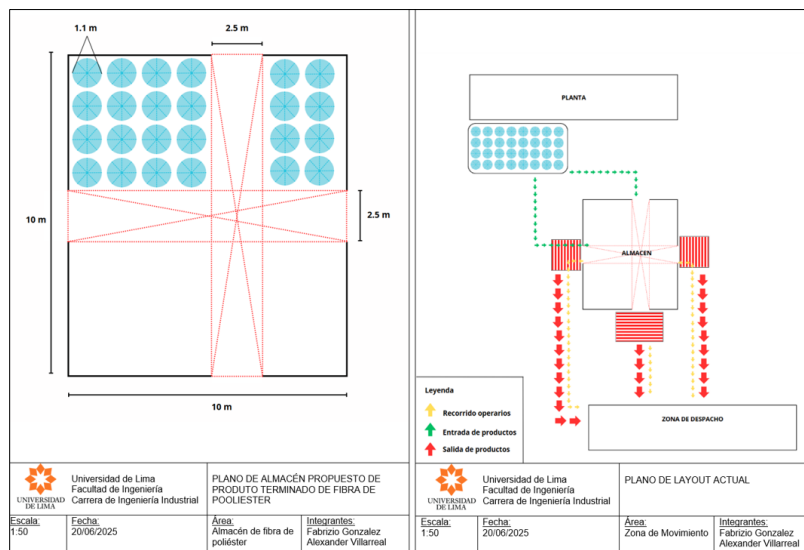 1.1 m
2.5 m
10 m
2.5 m
10 m
UNIVERSIDAD
DE LIMA
Universidad de Lima
Facultad de Ingeniería
Carrera de Ingeniería Industrial
PLANO DE ALMACÉN PROPUESTO DE
PRODUTO TERMINADO DE FIBRA DE
POOLIESTER
Escala:
1:50
Fecha:
20/06/2025
Área:
Almacén de fibra de
poliéster
Integrantes:
Fabrizio Gonzalez
Alexander Villarreal
PLANTA
ALMACEN
ZONA DE DESPACHO
Leyenda
Recorrido operarios
Entrada de productos
Salida de productos
UNIVERSIDAD
DE LIMA
Universidad de Lima
Facultad de Ingeniería
Carrera de Ingeniería Industrial
PLANO DE LAYOUT ACTUAL
Escala:
1:50
Fecha:
20/06/2025
Área:
Zona de Movimiento
Integrantes:
Fabrizio Gonzalez
Alexander Villarreal